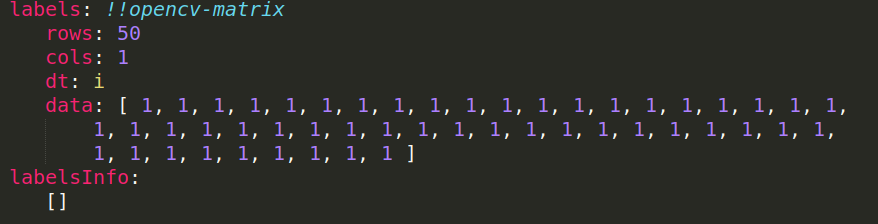 labels: !!opencv-matrix
   rows: 50
   cols: 1
   dt: i
   data: [ 1, 1, 1, 1, 1, 1, 1, 1, 1, 1, 1, 1, 1, 1, 1, 1, 1, 1, 1, 1,
       1, 1, 1, 1, 1, 1, 1, 1, 1, 1, 1, 1, 1, 1, 1, 1, 1, 1, 1, 1, 1,
       1, 1, 1, 1, 1, 1, 1, 1, 1 ]
labelsInfo:
   []